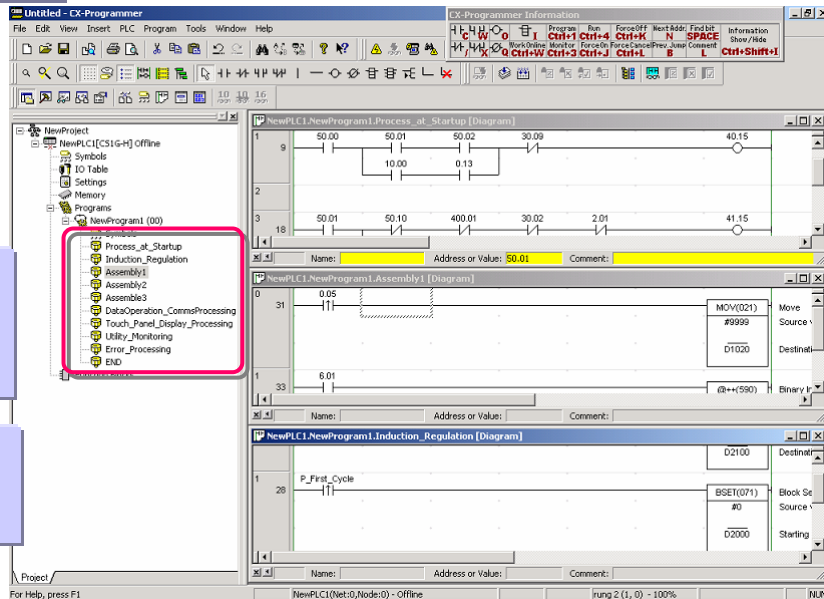 Untitled - CX-Programmer
File Edit View Insert PLC Program Tools Window Help
CX-Programmer Information
C W O I Program Ctrl+1 Run Ctrl+4 ForceOff Ctrl+K Next Addr. N Find bit SPACE Information Show/Hide
/ X Q WorkOnline Ctrl+W Monitor Ctrl+3 ForceOn Ctrl+J ForceCancel Ctrl+L Prev.Jump B Comment L Ctrl+Shift+I
10 10 16
NewProject
NewPLC1[CS1G-H] Offline
Symbols
IO Table
Settings
Memory
Programs
NewProgram1 (00)
Symbols
Process_at_Startup
Induction_Regulation
Assembly1
Assembly2
Assemble3
DataOperation_CommsProcessing
Touch_Panel_Display_Processing
Utility_Monitoring
Error_Processing
END
Project
NewPLC1.NewProgram1.Process_at_Startup [Diagram]
1
9
50.00 50.01 50.02 30.09 40.15
10.00 0.13
2
3
18
50.01 50.10 400.01 30.02 2.01 41.15
Name: Address or Value: 50.01 Comment:
NewPLC1.NewProgram1.Assembly1 [Diagram]
0
31
0.05
MOV(021) Move
#9999 Source
D1020 Destinati
1
33
6.01
@++(590) Binary Ir
Name: Address or Value: Comment:
NewPLC1.NewProgram1.Induction_Regulation [Diagram]
D2100 Destinati
1
28
P_First_Cycle
BSET(071) Block Se
#0 Source
D2000 Starting
Name: Address or Value: Comment:
For Help, press F1 NewPLC1(Net:0,Node:0) - Offline rung 2 (1, 0) - 100% NUM